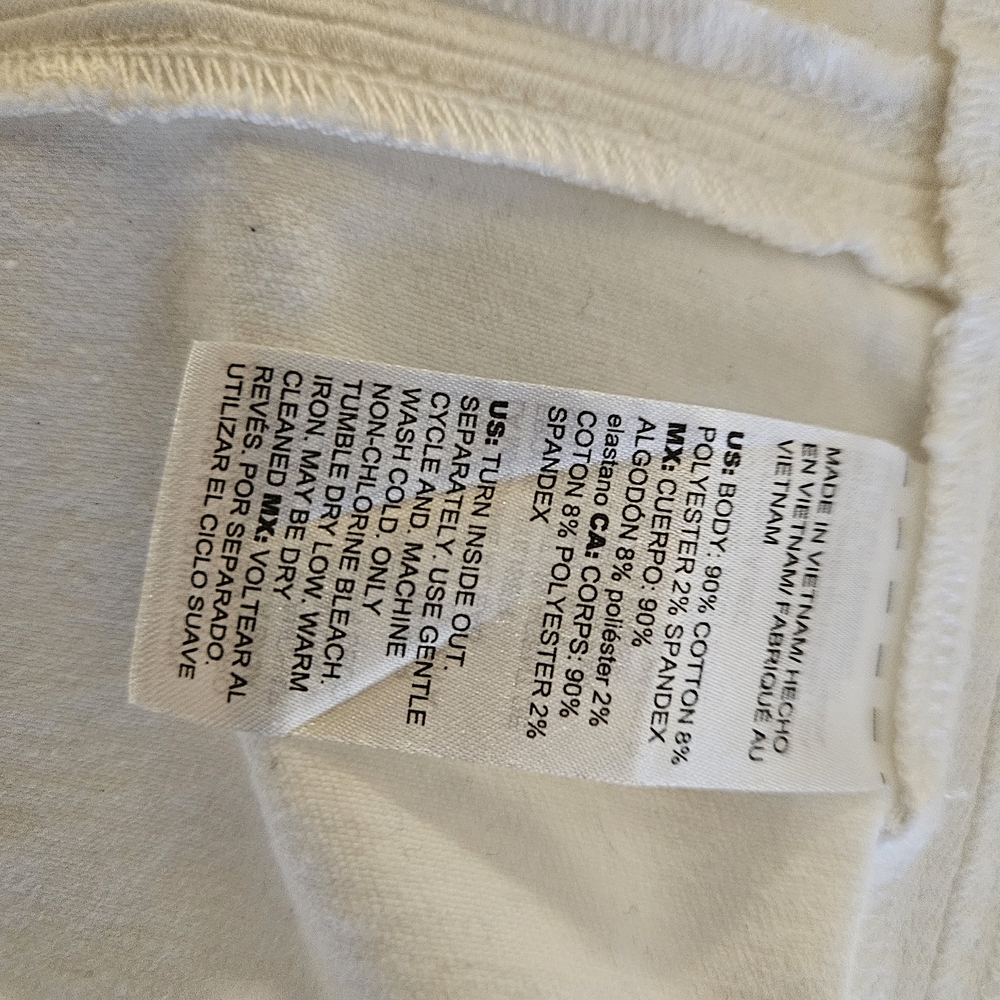 MADE IN VIETNAM/ HECHO
EN VIETNAM/ FABRIQUÉ AU
VIETNAM
US: BODY: 90% COTTON 8%
POLYESTER 2% SPANDEX
MX: CUERPO: 90%
ALGODÓN 8% poliéster 2%
elastano CA: CORPS: 90%
COTON 8% POLYESTER 2%
SPANDEX
US: TURN INSIDE OUT.
SEPARATELY. USE GENTLE
CYCLE AND. MACHINE
WASH COLD. ONLY
NON-CHLORINE BLEACH.
TUMBLE DRY LOW. WARM
IRON. MAY BE DRY
CLEANED MX: VOLTEAR AL
REVÉS. POR SEPARADO.
UTILIZAR EL CICLO SUAVE